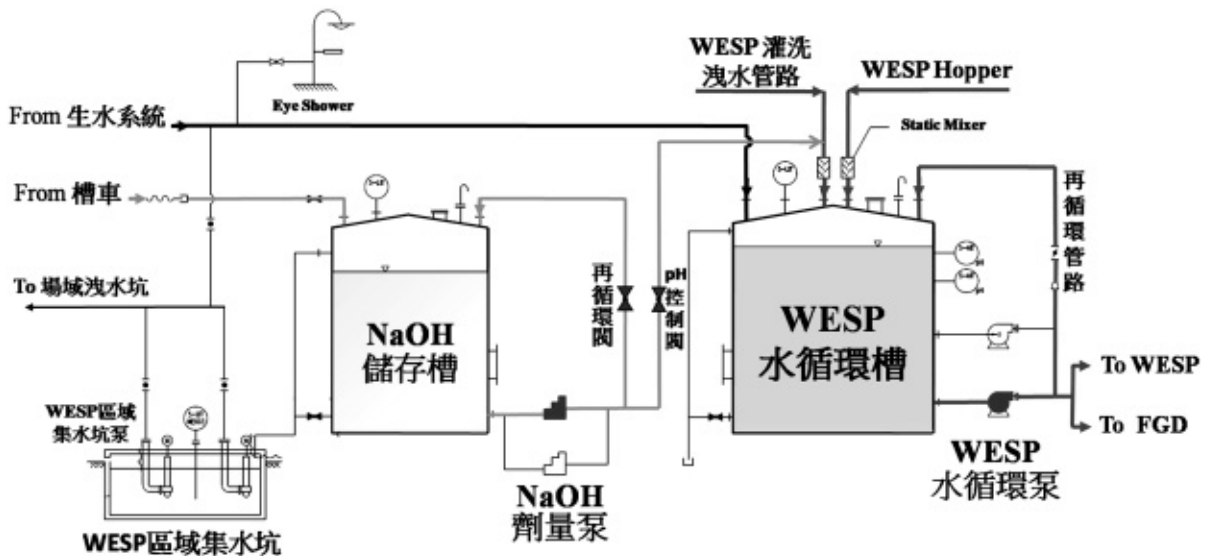 WESP 灌洗
洩水管路
WESP Hopper
Eye Shower
From 生水系統
Static Mixer
From 槽車
再循環管路
To 場域洩水坑
再循環閥
pH控制閥
pH
pH
NaOH
儲存槽
WESP
水循環槽
To WESP
WESP區域
集水坑泵
To FGD
NaOH
劑量泵
WESP
水循環泵
WESP區域集水坑